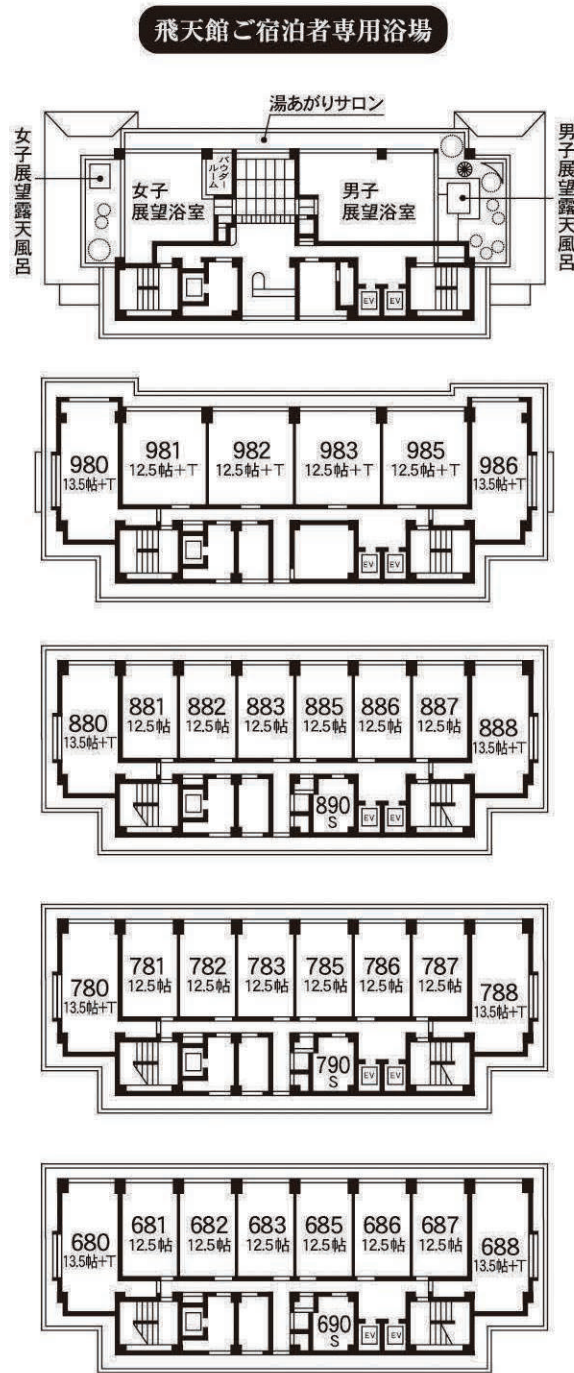 飛天館ご宿泊者専用浴場
湯あがりサロン
女子展望露天風呂
パウダー
ルーム
女子
展望浴室
男子
展望浴室
男子展望露天風呂
EV EV
980
13.5帖+T
981
12.5帖+T
982
12.5帖+T
983
12.5帖+T
985
12.5帖+T
986
13.5帖+T
EV EV
880
13.5帖+T
881
12.5帖
882
12.5帖
883
12.5帖
885
12.5帖
886
12.5帖
887
12.5帖
888
13.5帖+T
890
S
EV EV
780
13.5帖+T
781
12.5帖
782
12.5帖
783
12.5帖
785
12.5帖
786
12.5帖
787
12.5帖
788
13.5帖+T
790
S
EV EV
680
13.5帖+T
681
12.5帖
682
12.5帖
683
12.5帖
685
12.5帖
686
12.5帖
687
12.5帖
688
13.5帖+T
690
S
EV EV